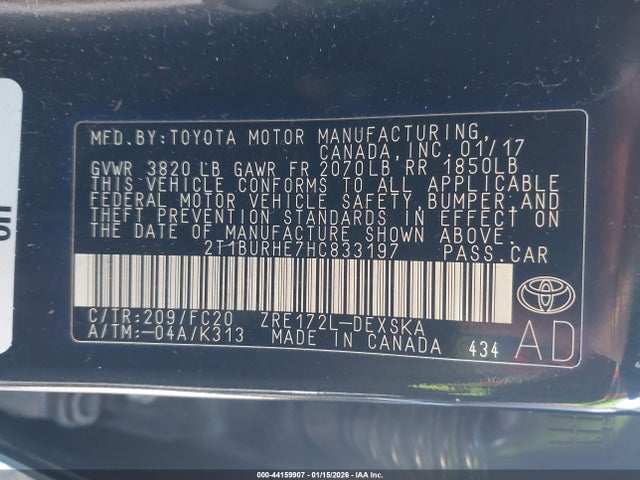 MFD.BY:TOYOTA MOTOR MANUFACTURING,
CANADA,INC. 01/17
GVWR 3820 LB GAWR FR 2070LB RR 1850LB
THIS VEHICLE CONFORMS TO ALL APPLICABLE
FEDERAL MOTOR VEHICLE SAFETY,BUMPER,AND
THEFT PREVENTION STANDARDS IN EFFECT ON
THE DATE OF MANUFACTURE SHOWN ABOVE.
2T1BURHE7HC833197 PASS.CAR
C/TR:209/FC20 ZRE172L-DEXSKA
A/TM:-04A/K313 MADE IN CANADA 434
AD
000-44159907 - 01/15/2026 - IAA Inc.